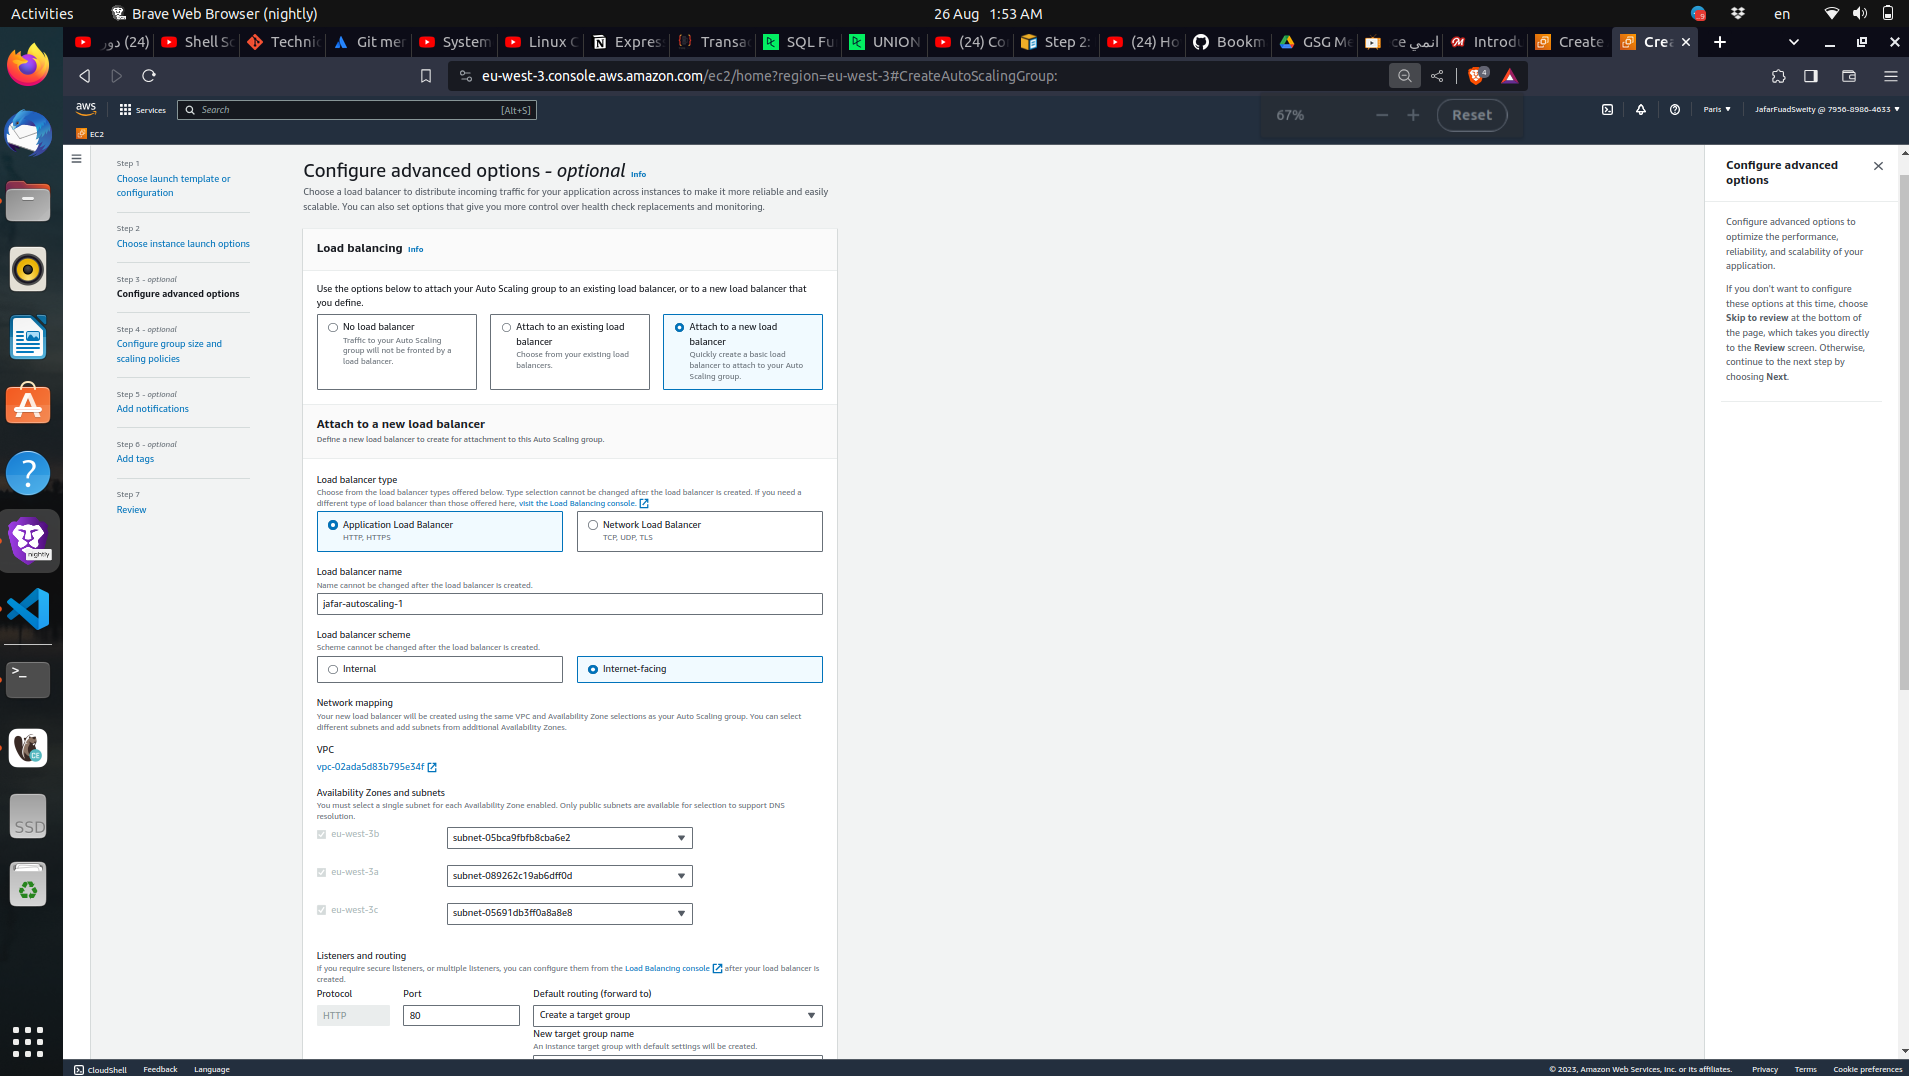 Activities
Brave Web Browser (nightly)
26 Aug 1:53 AM
en
(24) دور
Shell Sc
Technic
Git mer
System
Linux C
Expres
Transac
SQL Fu
UNION
(24) Co
Step 2:
(24) Ho
Bookm
GSG Me
انمي ce
Introdu
Create
Crea
eu-west-3.console.aws.amazon.com/ec2/home?region=eu-west-3#CreateAutoScalingGroup:
4
aws
Services
Search
[Alt+S]
67%
Reset
Paris
JafarFuadSweity @ 7956-8986-4633
EC2
Step 1
Choose launch template or
configuration
Step 2
Choose instance launch options
Step 3 - optional
Configure advanced options
Step 4 - optional
Configure group size and
scaling policies
Step 5 - optional
Add notifications
Step 6 - optional
Add tags
Step 7
Review
Configure advanced options - optional Info
Choose a load balancer to distribute incoming traffic for your application across instances to make it more reliable and easily
scalable. You can also set options that give you more control over health check replacements and monitoring.
Load balancing Info
Use the options below to attach your Auto Scaling group to an existing load balancer, or to a new load balancer that
you define.
No load balancer
Traffic to your Auto Scaling
group will not be fronted by a
load balancer.
Attach to an existing load
balancer
Choose from your existing load
balancers.
Attach to a new load
balancer
Quickly create a basic load
balancer to attach to your Auto
Scaling group.
Attach to a new load balancer
Define a new load balancer to create for attachment to this Auto Scaling group.
Load balancer type
Choose from the load balancer types offered below. Type selection cannot be changed after the load balancer is created. If you need a
different type of load balancer than those offered here, visit the Load Balancing console.
Application Load Balancer
HTTP, HTTPS
Network Load Balancer
TCP, UDP, TLS
Load balancer name
Name cannot be changed after the load balancer is created.
jafar-autoscaling-1
Load balancer scheme
Scheme cannot be changed after the load balancer is created.
Internal
Internet-facing
Network mapping
Your new load balancer will be created using the same VPC and Availability Zone selections as your Auto Scaling group. You can select
different subnets and add subnets from additional Availability Zones.
VPC
vpc-02ada5d83b795e34f
Availability Zones and subnets
You must select a single subnet for each Availability Zone enabled. Only public subnets are available for selection to support DNS
resolution.
eu-west-3b
subnet-05bca9fbfb8cba6e2
eu-west-3a
subnet-089262c19ab6dff0d
eu-west-3c
subnet-05691db3ff0a8a8e8
Listeners and routing
If you require secure listeners, or multiple listeners, you can configure them from the Load Balancing console after your load balancer is
created.
Protocol
Port
Default routing (forward to)
HTTP
80
Create a target group
New target group name
An instance target group with default settings will be created.
Configure advanced
options
Configure advanced options to
optimize the performance,
reliability, and scalability of your
application.
If you don't want to configure
these options at this time, choose
Skip to review at the bottom of
the page, which takes you directly
to the Review screen. Otherwise,
continue to the next step by
choosing Next.
nightly
SSD
CloudShell
Feedback
Language
© 2023, Amazon Web Services, Inc. or its affiliates.
Privacy
Terms
Cookie preferences